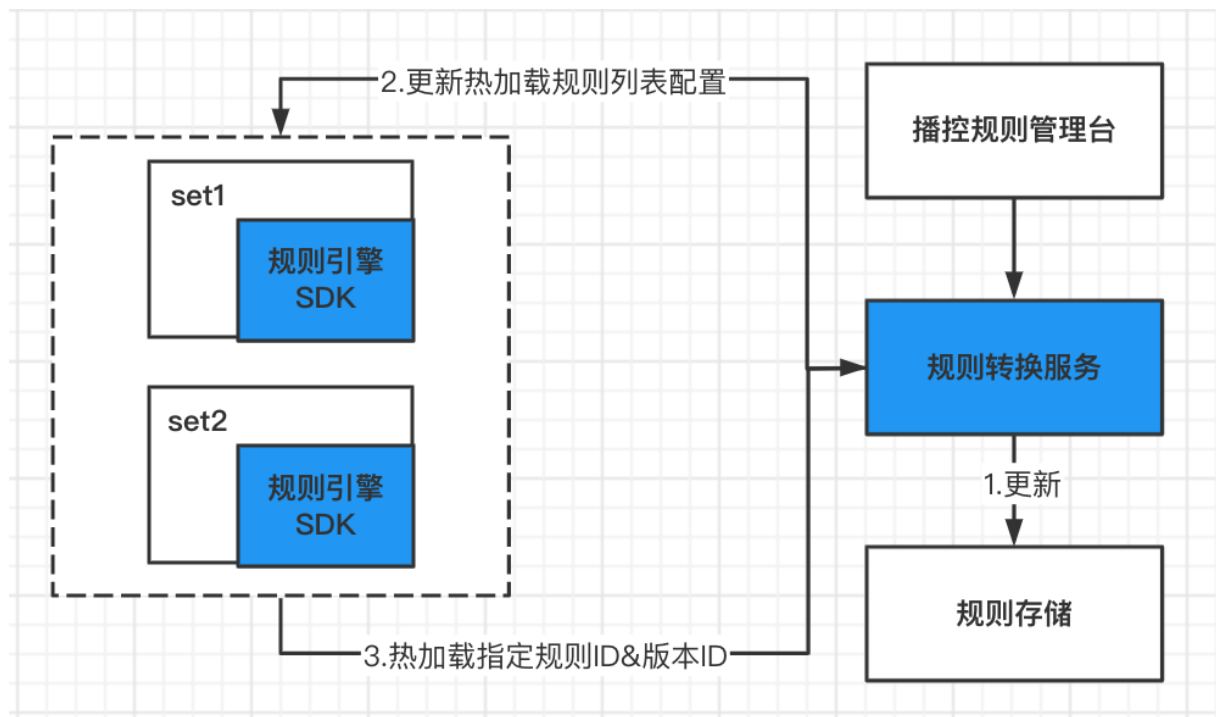 2.更新热加载规则列表配置
播控规则管理台
set1
规则引擎
SDK
规则转换服务
set2
规则引擎
SDK
1.更新
规则存储
3.热加载指定规则ID&版本ID